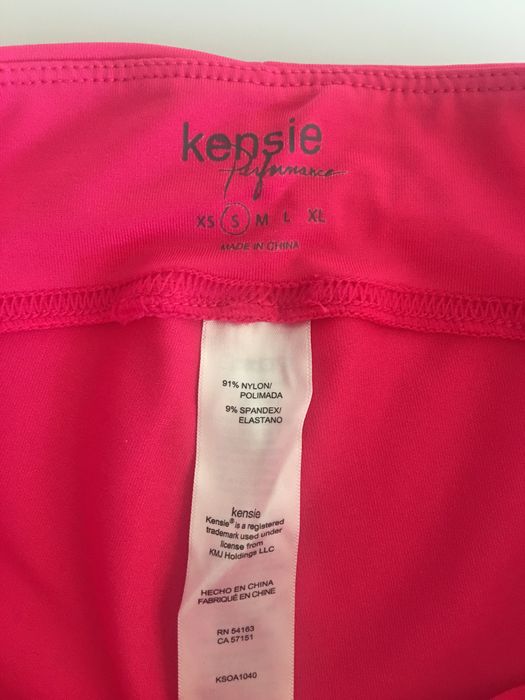 kensie
Performance
XS S M L XL
MADE IN CHINA
91% NYLON/
POLIMADA
9% SPANDEX/
ELASTANO
kensie
Kensie® is a registered
trademark used under
license from
KMJ Holdings LLC
HECHO EN CHINA
FABRIQUÉ EN CHINE
RN 54163
CA 57151
KSOA1040